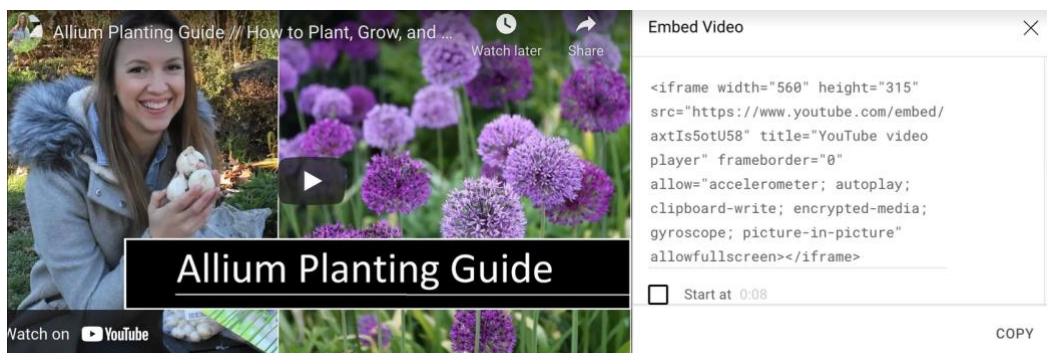 Allium Planting Guide // How to Plant, Grow, and ...
Watch later
Share
Allium Planting Guide
Watch on YouTube
Embed Video
<iframe width="560" height="315"
src="https://www.youtube.com/embed/
axtIs5otU58" title="YouTube video
player" frameborder="0"
allow="accelerometer; autoplay;
clipboard-write; encrypted-media;
gyroscope; picture-in-picture"
allowfullscreen></iframe>
Start at 0:08
COPY